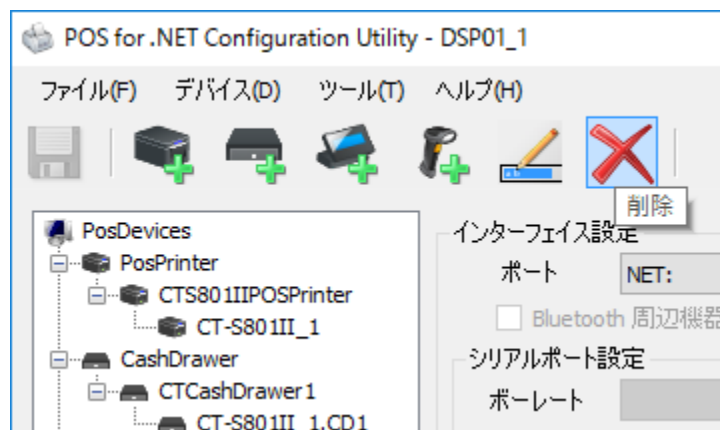 POS for .NET Configuration Utility - DSP01_1
ファイル(F) デバイス(D) ツール(T) ヘルプ(H)
削除
PosDevices
PosPrinter
CTS801IIPOSPrinter
CT-S801II_1
CashDrawer
CTCashDrawer1
CT-S801II_1.CD1
インターフェイス設定
ポート NET:
Bluetooth 周辺機器
シリアルポート設定
ボーレート